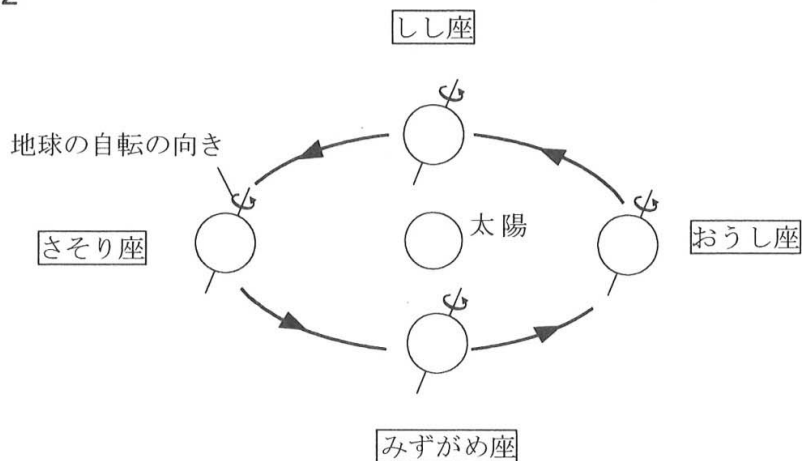 2
しし座
地球の自転の向き
太陽
さそり座
おうし座
みずがめ座